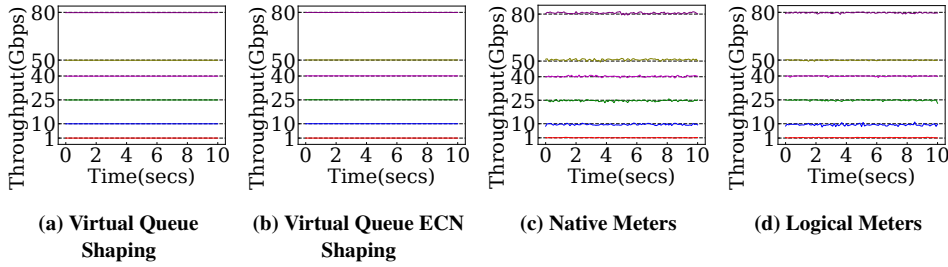 Throughput(Gbps)
80
50
40
25
10
1
0 2 4 6 8 10
Time(secs)
(a) Virtual Queue
Shaping
Throughput(Gbps)
80
50
40
25
10
1
0 2 4 6 8 10
Time(secs)
(b) Virtual Queue ECN
Shaping
Throughput(Gbps)
80
50
40
25
10
1
0 2 4 6 8 10
Time(secs)
(c) Native Meters
Throughput(Gbps)
80
50
40
25
10
1
0 2 4 6 8 10
Time(secs)
(d) Logical Meters